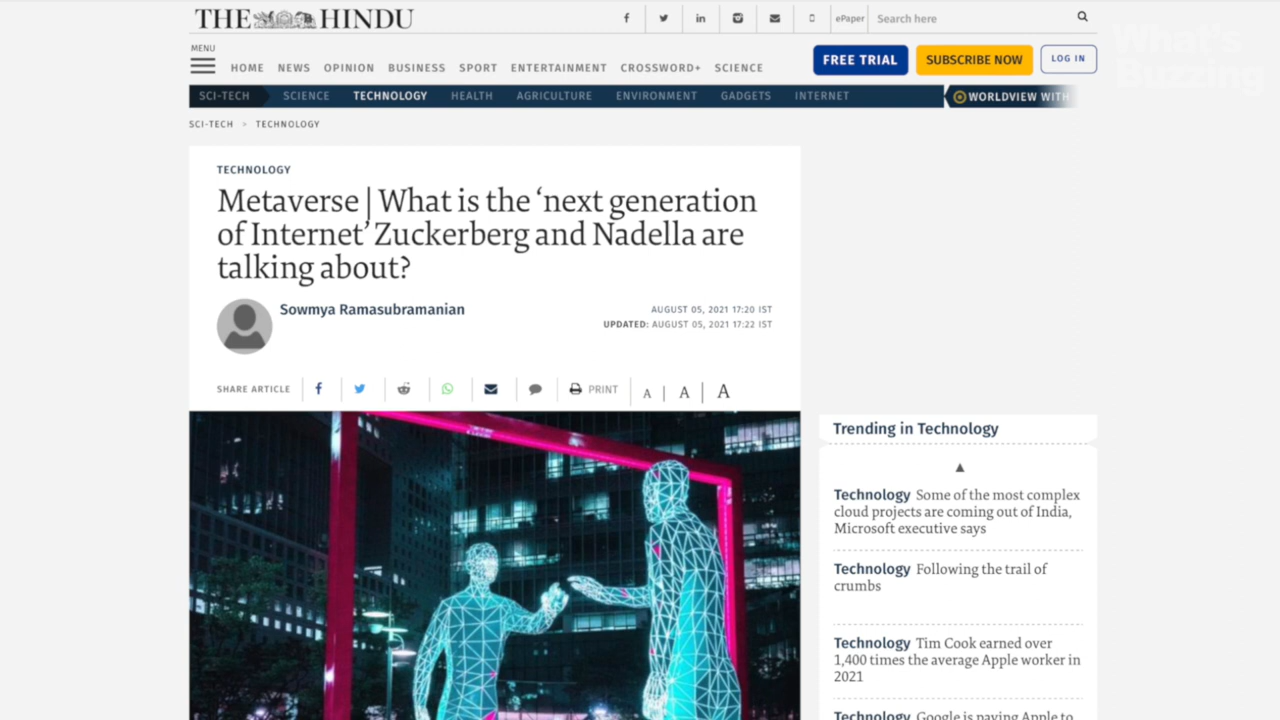 THE HINDU
ePaper
Search here
What's
Buzzing
MENU
HOME NEWS OPINION BUSINESS SPORT ENTERTAINMENT CROSSWORD+ SCIENCE
FREE TRIAL
SUBSCRIBE NOW
LOG IN
SCI-TECH SCIENCE TECHNOLOGY HEALTH AGRICULTURE ENVIRONMENT GADGETS INTERNET
WORLDVIEW WITH
SCI-TECH > TECHNOLOGY
TECHNOLOGY
Metaverse | What is the ‘next generation
of Internet’ Zuckerberg and Nadella are
talking about?
Sowmya Ramasubramanian
AUGUST 05, 2021 17:20 IST
UPDATED: AUGUST 05, 2021 17:22 IST
SHARE ARTICLE
PRINT
A | A | A
Trending in Technology
Technology Some of the most complex
cloud projects are coming out of India,
Microsoft executive says
Technology Following the trail of
crumbs
Technology Tim Cook earned over
1,400 times the average Apple worker in
2021
Technology Google is paying Apple to